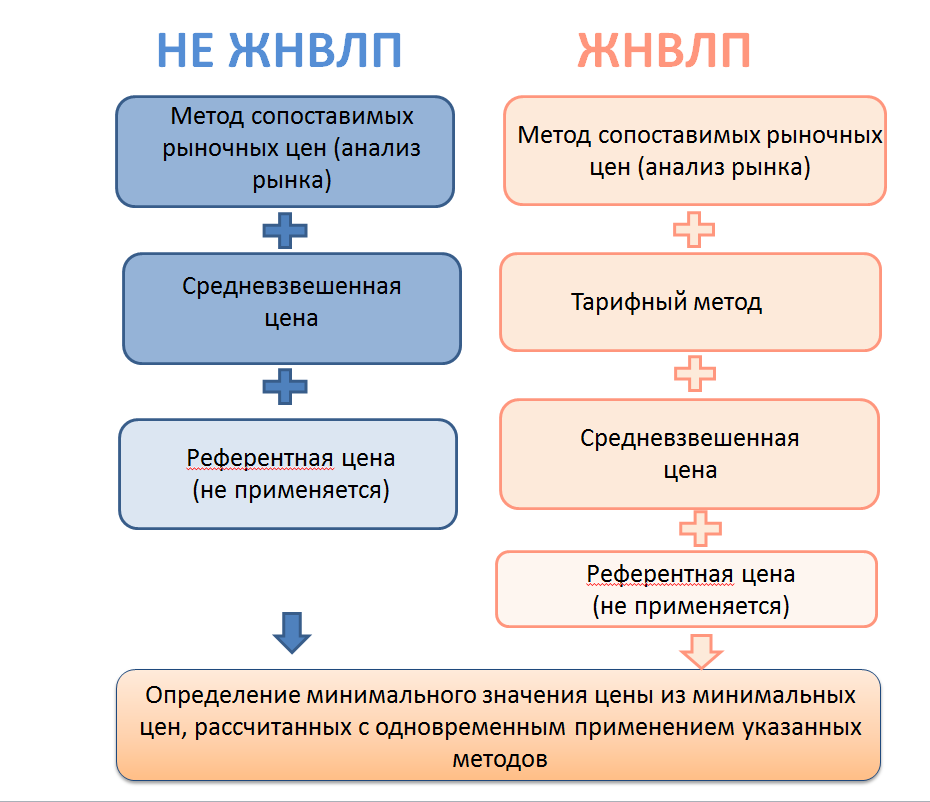 НЕ ЖНВЛП
Метод сопоставимых
рыночных цен (анализ
рынка)
Средневзвешенная
цена
Референтная цена
(не применяется)
ЖНВЛП
Метод сопоставимых рыночных
цен (анализ рынка)
Тарифный метод
Средневзвешенная
цена
Референтная цена
(не применяется)
Определение минимального значения цены из минимальных
цен, рассчитанных с одновременным применением указанных
методов